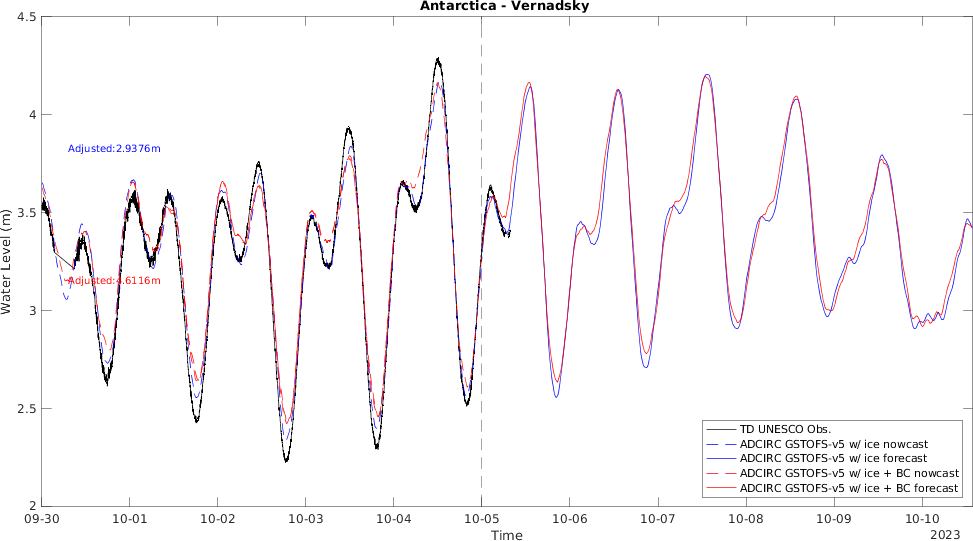 Antarctica - Vernadsky
4.5
4
3.5
3
2.5
2
Water Level (m)
Adjusted:2.9376m
Adjusted:4.6116m
TD UNESCO Obs.
ADCIRC GSTOFS-v5 w/ ice nowcast
ADCIRC GSTOFS-v5 w/ ice forecast
ADCIRC GSTOFS-v5 w/ ice + BC nowcast
ADCIRC GSTOFS-v5 w/ ice + BC forecast
09-30 10-01 10-02 10-03 10-04 10-05 10-06 10-07 10-08 10-09 10-10
Time
2023